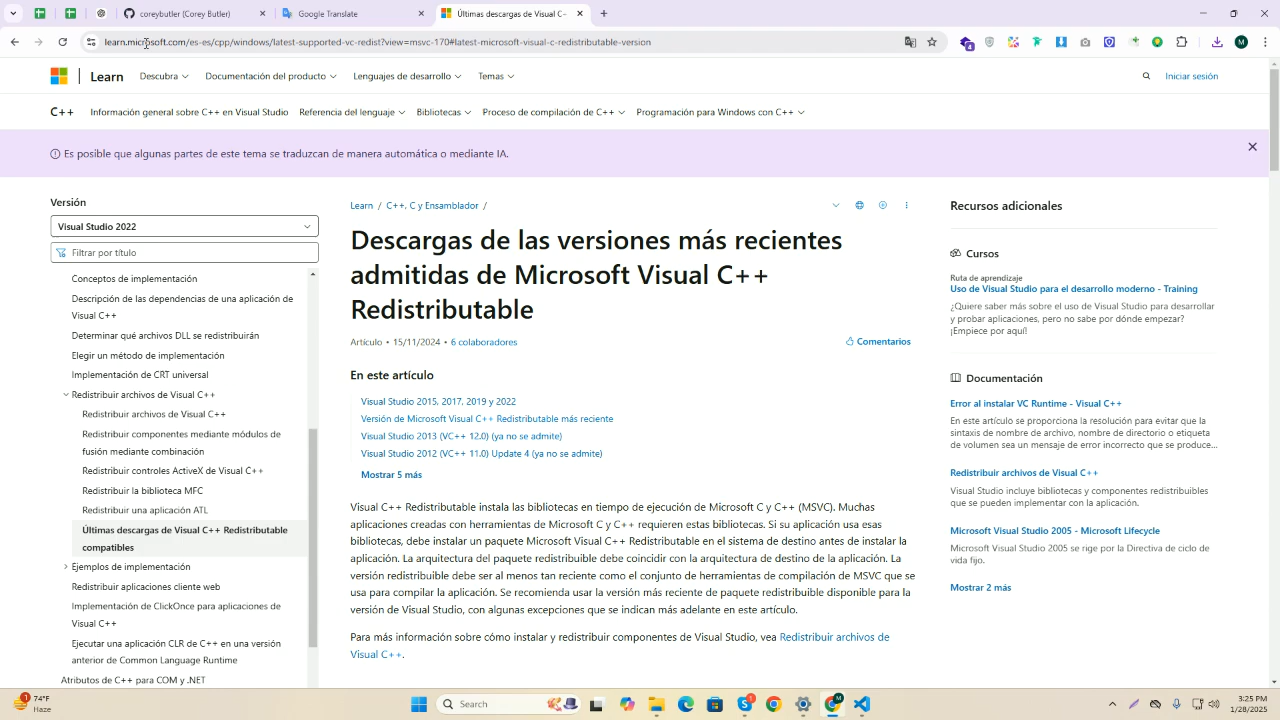 coreybutler (Corey Butler)
Google Translate
Últimas descargas de Visual C-
learn.microsoft.com/es-es/cpp/windows/latest-supported-vc-redist?view=msvc-170#latest-microsoft-visual-c-redistributable-version
M
Learn
Descubra
Documentación del producto
Lenguajes de desarrollo
Temas
Iniciar sesión
C++
Información general sobre C++ en Visual Studio
Referencia del lenguaje
Bibliotecas
Proceso de compilación de C++
Programación para Windows con C++
Es posible que algunas partes de este tema se traduzcan de manera automática o mediante IA.
Versión
Visual Studio 2022
Filtrar por título
Conceptos de implementación
Descripción de las dependencias de una aplicación de
Visual C++
Determinar qué archivos DLL se redistribuirán
Elegir un método de implementación
Implementación de CRT universal
Redistribuir archivos de Visual C++
Redistribuir archivos de Visual C++
Redistribuir componentes mediante módulos de
fusión mediante combinación
Redistribuir controles ActiveX de Visual C++
Redistribuir la biblioteca MFC
Redistribuir una aplicación ATL
Últimas descargas de Visual C++ Redistributable
compatibles
Ejemplos de implementación
Redistribuir aplicaciones cliente web
Implementación de ClickOnce para aplicaciones de
Visual C++
Ejecutar una aplicación CLR de C++ en una versión
anterior de Common Language Runtime
Atributos de C++ para COM y .NET
Learn / C++, C y Ensamblador /
Descargas de las versiones más recientes
admitidas de Microsoft Visual C++
Redistributable
Artículo • 15/11/2024 • 6 colaboradores
Comentarios
En este artículo
Visual Studio 2015, 2017, 2019 y 2022
Versión de Microsoft Visual C++ Redistributable más reciente
Visual Studio 2013 (VC++ 12.0) (ya no se admite)
Visual Studio 2012 (VC++ 11.0) Update 4 (ya no se admite)
Mostrar 5 más
Visual C++ Redistributable instala las bibliotecas en tiempo de ejecución de Microsoft C y C++ (MSVC). Muchas
aplicaciones creadas con herramientas de Microsoft C y C++ requieren estas bibliotecas. Si su aplicación usa esas
bibliotecas, debe instalar un paquete Microsoft Visual C++ Redistributable en el sistema de destino antes de instalar la
aplicación. La arquitectura del paquete redistribuible debe coincidir con la arquitectura de destino de la aplicación. La
versión redistribuible debe ser al menos tan reciente como el conjunto de herramientas de compilación de MSVC que se
usa para compilar la aplicación. Se recomienda usar la versión más reciente de paquete redistribuible disponible para la
versión de Visual Studio, con algunas excepciones que se indican más adelante en este artículo.
Para más información sobre cómo instalar y redistribuir componentes de Visual Studio, vea Redistribuir archivos de
Visual C++.
Recursos adicionales
Cursos
Ruta de aprendizaje
Uso de Visual Studio para el desarrollo moderno - Training
¿Quiere saber más sobre el uso de Visual Studio para desarrollar
y probar aplicaciones, pero no sabe por dónde empezar?
¡Empiece por aquí!
Documentación
Error al instalar VC Runtime - Visual C++
En este artículo se proporciona la resolución para evitar que la
sintaxis de nombre de archivo, nombre de directorio o etiqueta
de volumen sea un mensaje de error incorrecto que se produce...
Redistribuir archivos de Visual C++
Visual Studio incluye bibliotecas y componentes redistribuibles
que se pueden implementar con la aplicación.
Microsoft Visual Studio 2005 - Microsoft Lifecycle
Microsoft Visual Studio 2005 se rige por la Directiva de ciclo de
vida fijo.
Mostrar 2 más
1
74°F
Haze
Search
3:25 PM
1/28/2025